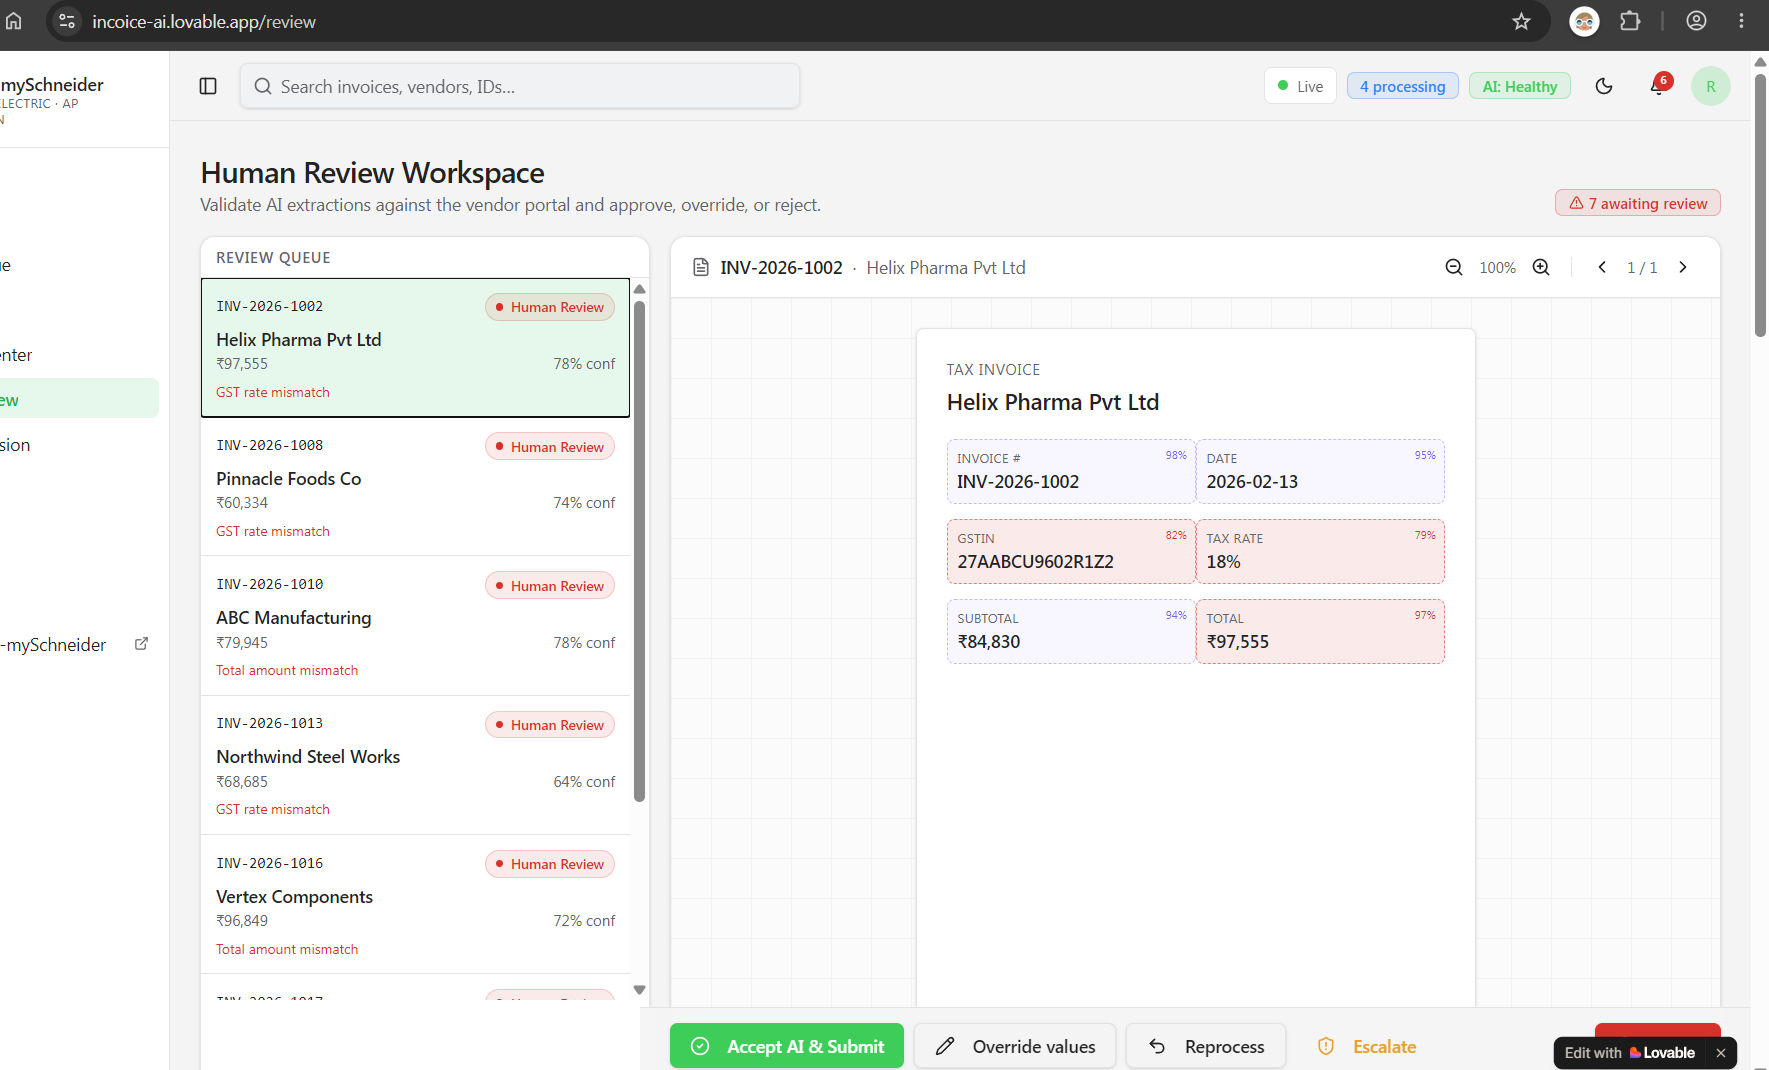 incoice-ai.lovable.app/review
mySchneider
LECTRIC · AP
N
Search invoices, vendors, IDs...
Live
4 processing
AI: Healthy
6
R
Human Review Workspace
Validate AI extractions against the vendor portal and approve, override, or reject.
7 awaiting review
e
enter
ew
sion
-mySchneider
REVIEW QUEUE
INV-2026-1002
Human Review
Helix Pharma Pvt Ltd
₹97,555
78% conf
GST rate mismatch
INV-2026-1008
Human Review
Pinnacle Foods Co
₹60,334
74% conf
GST rate mismatch
INV-2026-1010
Human Review
ABC Manufacturing
₹79,945
78% conf
Total amount mismatch
INV-2026-1013
Human Review
Northwind Steel Works
₹68,685
64% conf
GST rate mismatch
INV-2026-1016
Human Review
Vertex Components
₹96,849
72% conf
Total amount mismatch
INV-2026-1017
INV-2026-1002 · Helix Pharma Pvt Ltd
100%
1 / 1
TAX INVOICE
Helix Pharma Pvt Ltd
INVOICE #
98%
INV-2026-1002
DATE
95%
2026-02-13
GSTIN
82%
27AABCU9602R1Z2
TAX RATE
79%
18%
SUBTOTAL
94%
₹84,830
TOTAL
97%
₹97,555
Accept AI & Submit
Override values
Reprocess
Escalate
Edit with Lovable